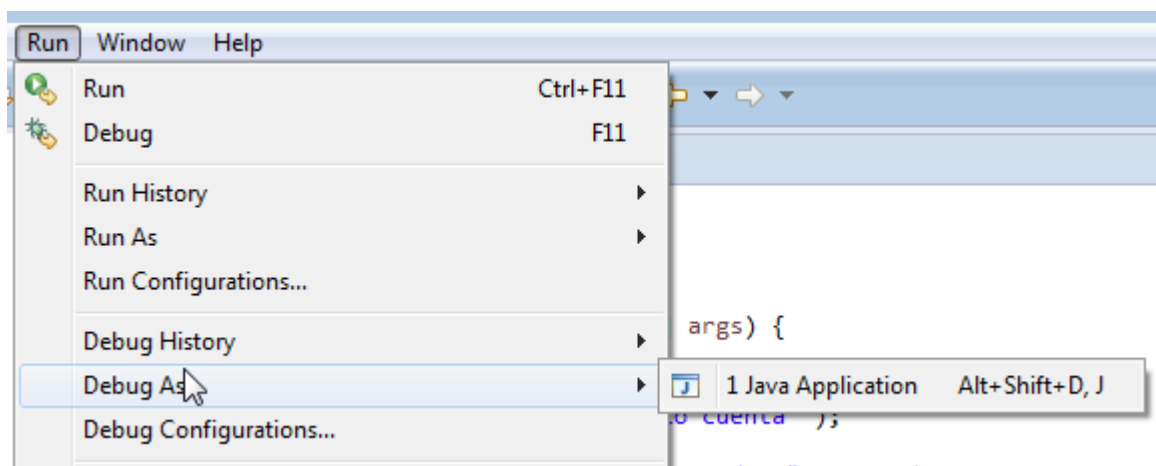 Run Window Help
Run Ctrl+F11
Debug F11
Run History
Run As
Run Configurations...
args) {
Debug History
Debug As
1 Java Application Alt+Shift+D, J
cuenta" );
Debug Configurations...